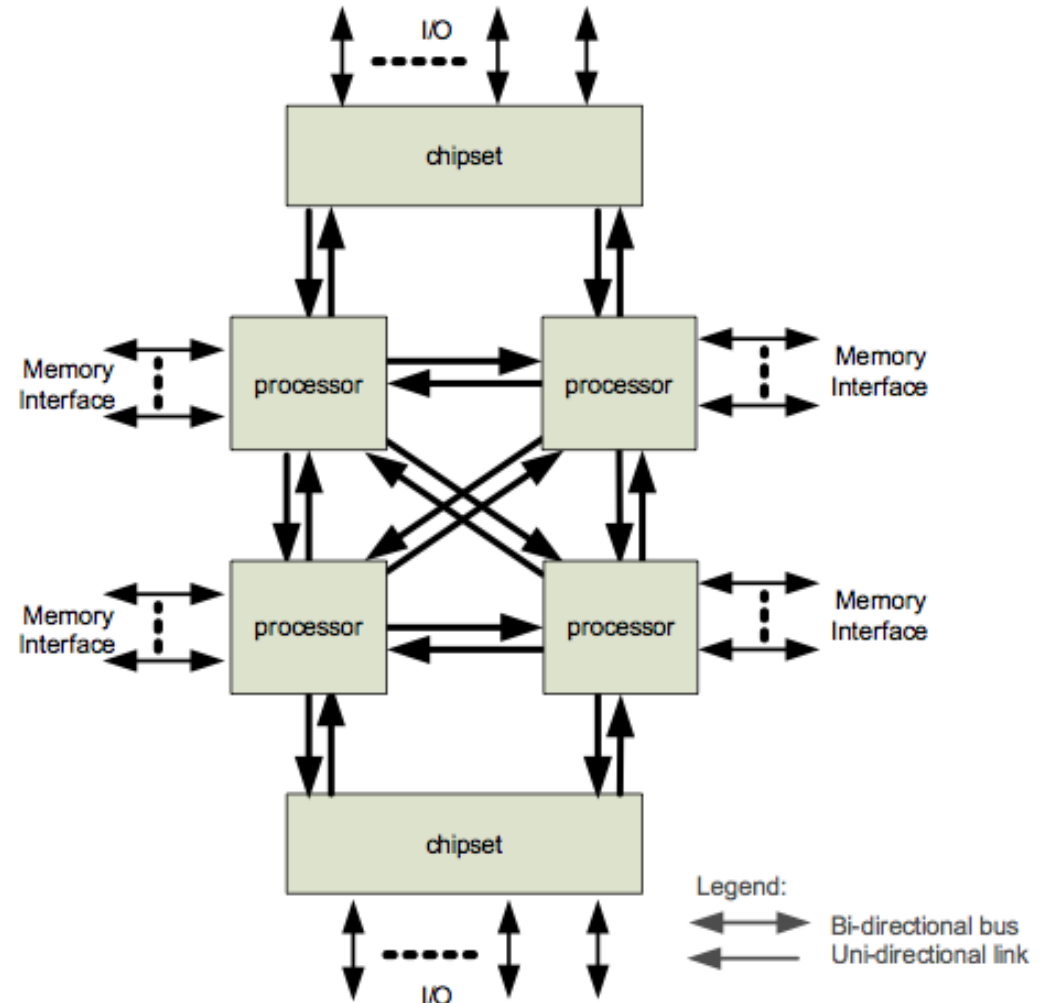 I/O
chipset
Memory
Interface
processor
processor
Memory
Interface
Memory
Interface
processor
processor
Memory
Interface
chipset
Legend:
Bi-directional bus
Uni-directional link
I/O